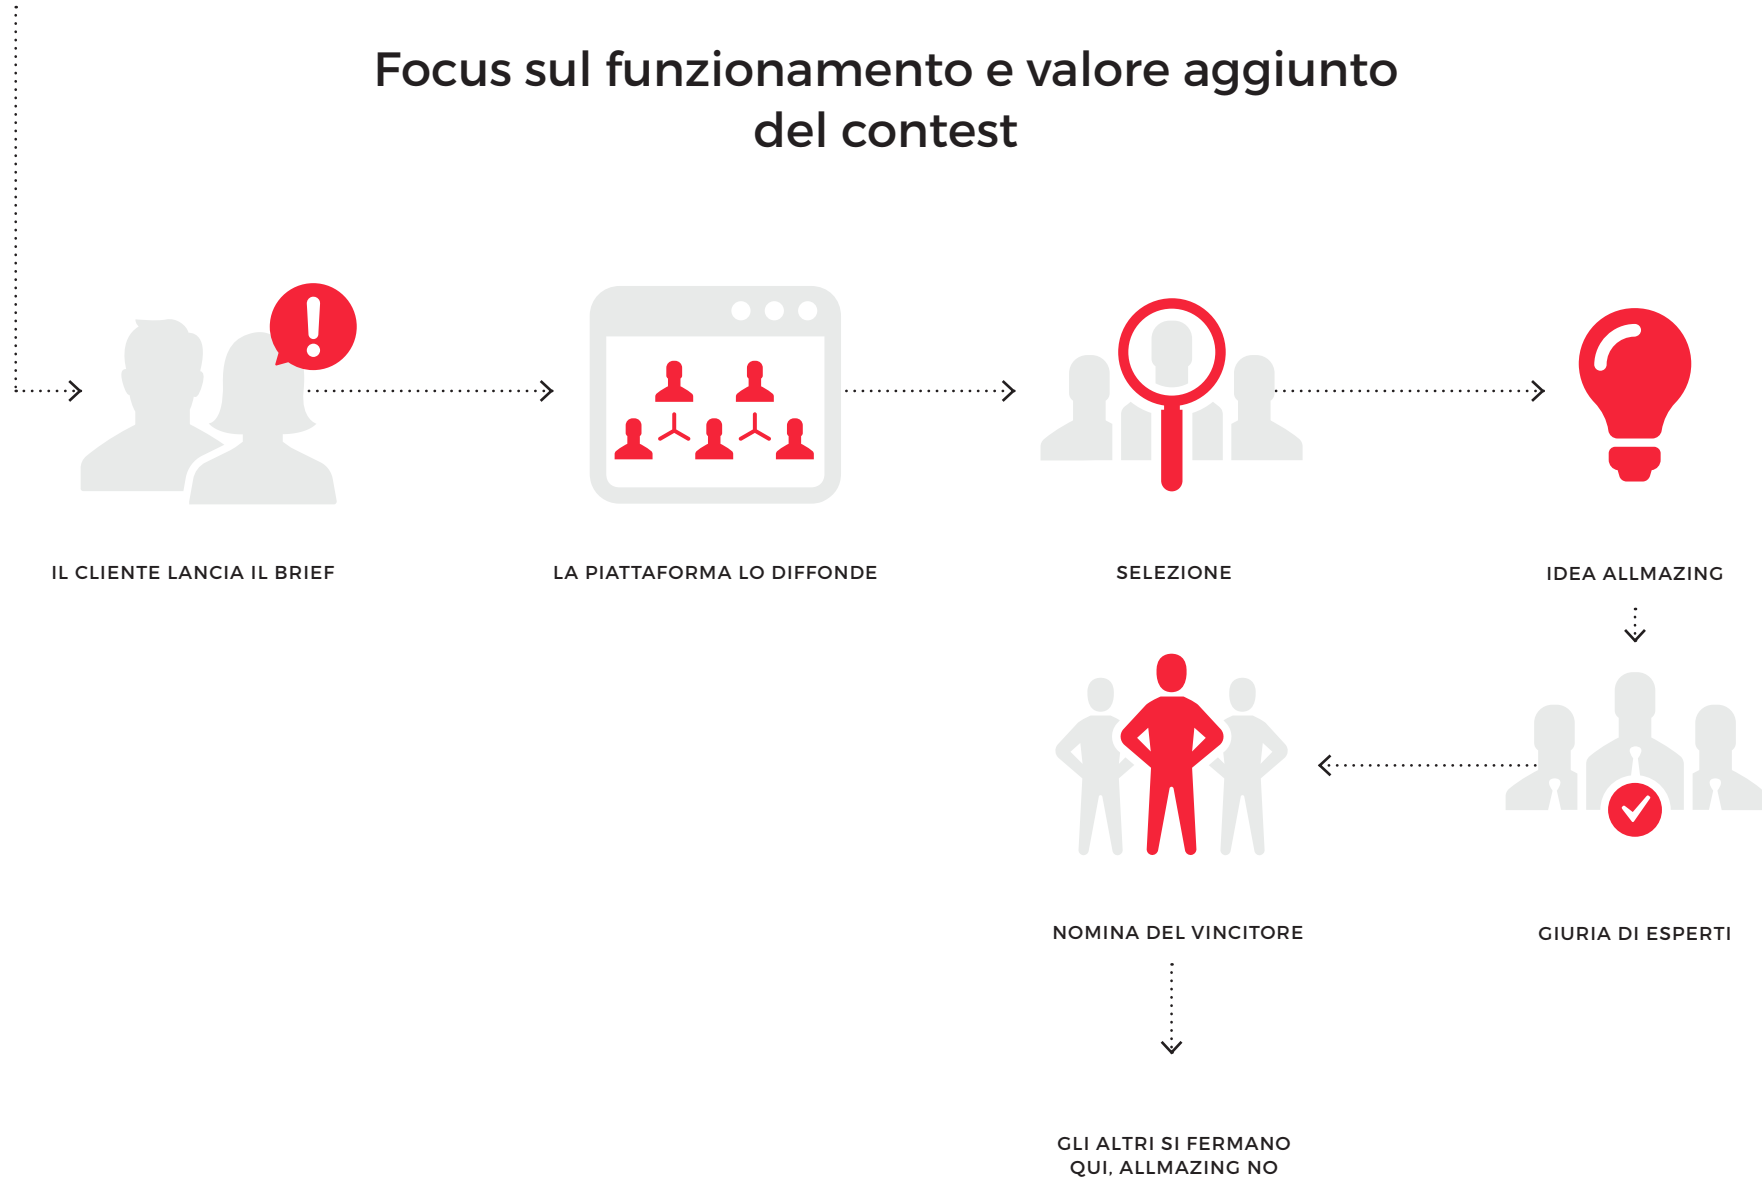 Focus sul funzionamento e valore aggiunto
del contest
IL CLIENTE LANCIA IL BRIEF
LA PIATTAFORMA LO DIFFONDE
SELEZIONE
IDEA ALLMAZING
NOMINA DEL VINCITORE
GIURIA DI ESPERTI
GLI ALTRI SI FERMANO
QUI, ALLMAZING NO